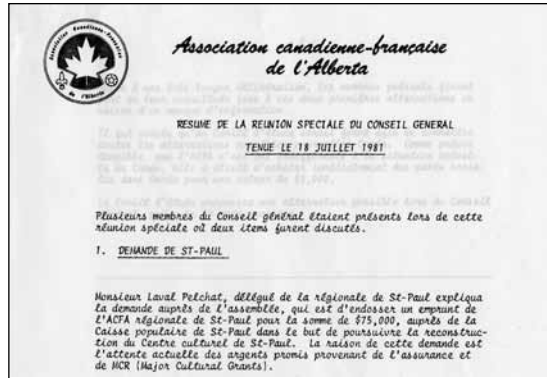 Association canadienne-française
de l'Alberta
RESUME DE LA REUNION SPECIALE DU CONSEIL GENERAL
TENUE LE 18 JUILLET 1981
Plusieurs membres du Conseil général étaient présents lors de cette
réunion spéciale où deux items furent discutés.
1. DEMANDE DE ST-PAUL
Monsieur Laval Pelchat, délégué de la régionale de St-Paul expliqua
la demande auprès de l'assemblée, qui est d'endosser un emprunt de
l'ACFA régionale de St-Paul pour la somme de $75,000, auprès de la
Caisse populaire de St-Paul dans le but de poursuivre la reconstruc-
tion du Centre culturel de St-Paul. La raison de cette demande est
l'attente actuelle des argents promis provenant de l'assurance et
de MCR (Major Cultural Grants).